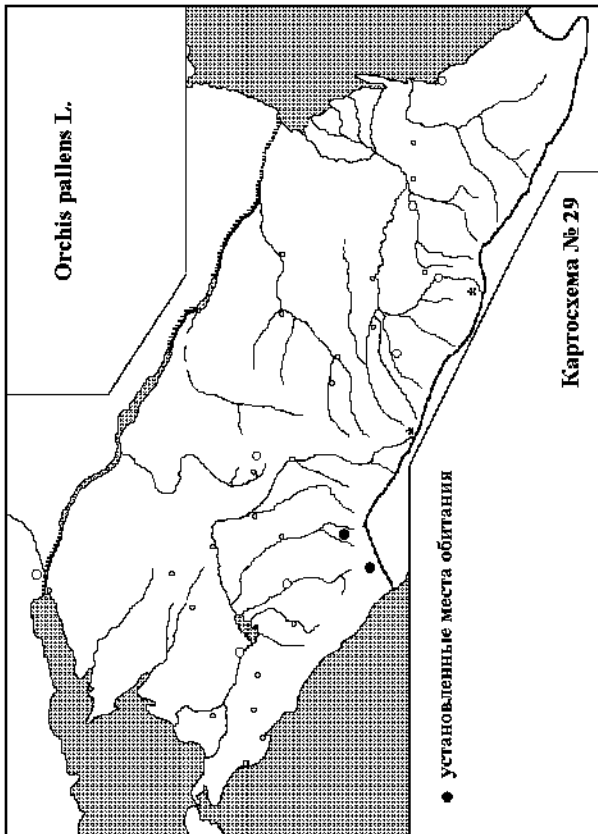 Orchis pallens L.
Картосхема № 29
● установленные места обитания